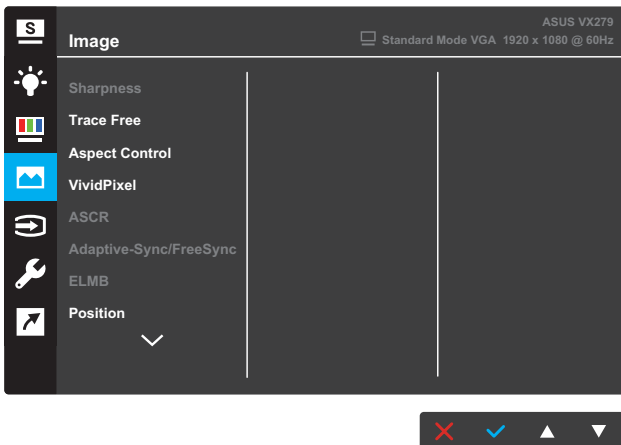 S
Image
ASUS VX279
Standard Mode VGA 1920 x 1080 @ 60Hz
Sharpness
Trace Free
Aspect Control
VividPixel
ASCR
Adaptive-Sync/FreeSync
ELMB
Position